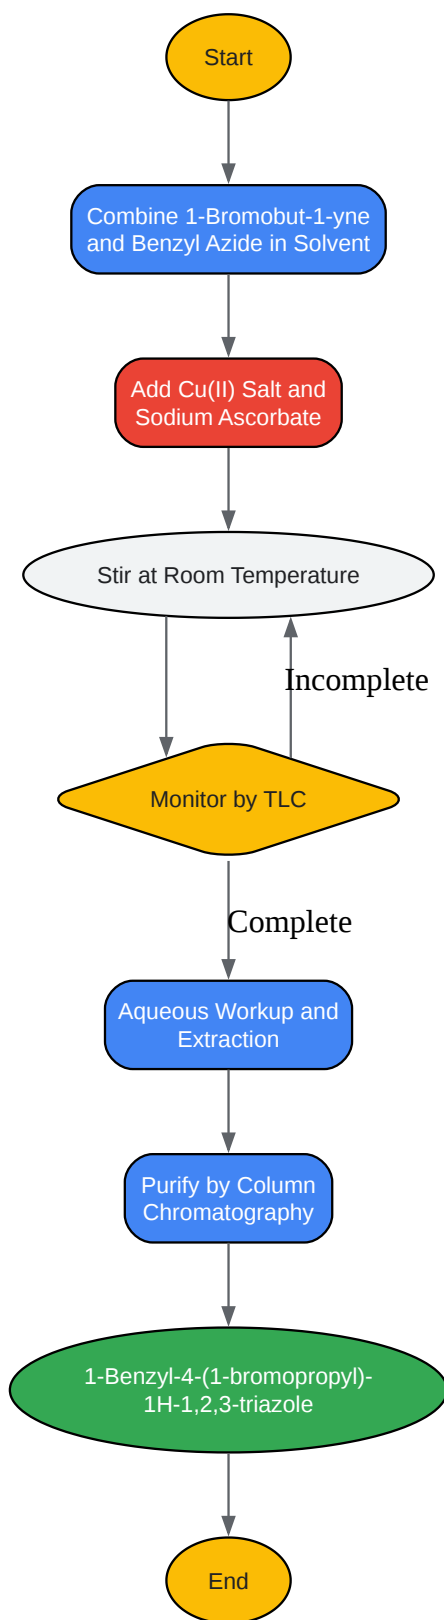 Start
Combine 1-Bromobut-1-yne
and Benzyl Azide in Solvent
Add Cu(II) Salt and
Sodium Ascorbate
Stir at Room Temperature
Incomplete
Monitor by TLC
Complete
Aqueous Workup and
Extraction
Purify by Column
Chromatography
1-Benzyl-4-(1-bromopropyl)-
1H-1,2,3-triazole
End